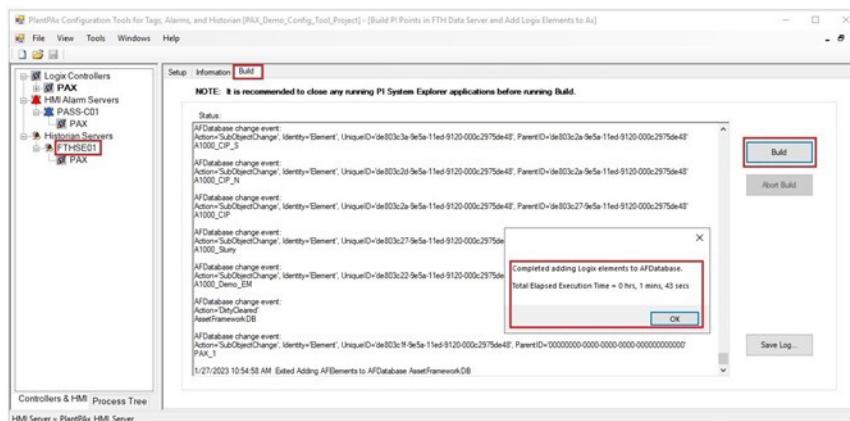 PlantPAx Configuration Tools for Tags, Alarms, and Historian [PAX_Demo_Config_Tool_Project] - [Build PI Points in FTH Data Server and Add Logix Elements to As]
File View Tools Windows Help
Logix Controllers
PAX
HMI Alarm Servers
PASS-C01
PAX
Historian Servers
FTHSE01
PAX
Controllers & HMI Process Tree
Setup Information Build
NOTE: It is recommended to close any running PI System Explorer applications before running Build.
Status:
AFDatabase change event:
Action='SubObjectChange', Identity='Element', UniqueID='de803c3a-9e5a-11ed-9120-000c2975de48', ParentID='de803c2a-9e5a-11ed-9120-000c2975de48'
A1000_CIP_S
AFDatabase change event:
Action='SubObjectChange', Identity='Element', UniqueID='de803c2d-9e5a-11ed-9120-000c2975de48', ParentID='de803c2a-9e5a-11ed-9120-000c2975de48'
A1000_CIP_N
AFDatabase change event:
Action='SubObjectChange', Identity='Element', UniqueID='de803c2a-9e5a-11ed-9120-000c2975de48', ParentID='de803c27-9e5a-11ed-9120-000c2975de48'
A1000_CIP
AFDatabase change event:
Action='SubObjectChange', Identity='Element', UniqueID='de803c27-9e5a-11ed-9120-000c2975de
A1000_Slurry
AFDatabase change event:
Action='SubObjectChange', Identity='Element', UniqueID='de803c22-9e5a-11ed-9120-000c2975de
A1000_Demo_EM
AFDatabase change event:
Action='DirtyCleared'
AssetFrameworkDB
AFDatabase change event:
Action='SubObjectChange', Identity='Element', UniqueID='de803c1f-9e5a-11ed-9120-000c2975de48', ParentID='00000000-0000-0000-0000-000000000000'
PAX_1
1/27/2023 10:54:58 AM Exited Adding AFElements to AFDatabase AssetFrameworkDB
Completed adding Logix elements to AFDatabase.
Total Elapsed Execution Time = 0 hrs, 1 mins, 43 secs
OK
Build
Abort Build
Save Log...
HMI Server = PlantPAx_HMI_Server